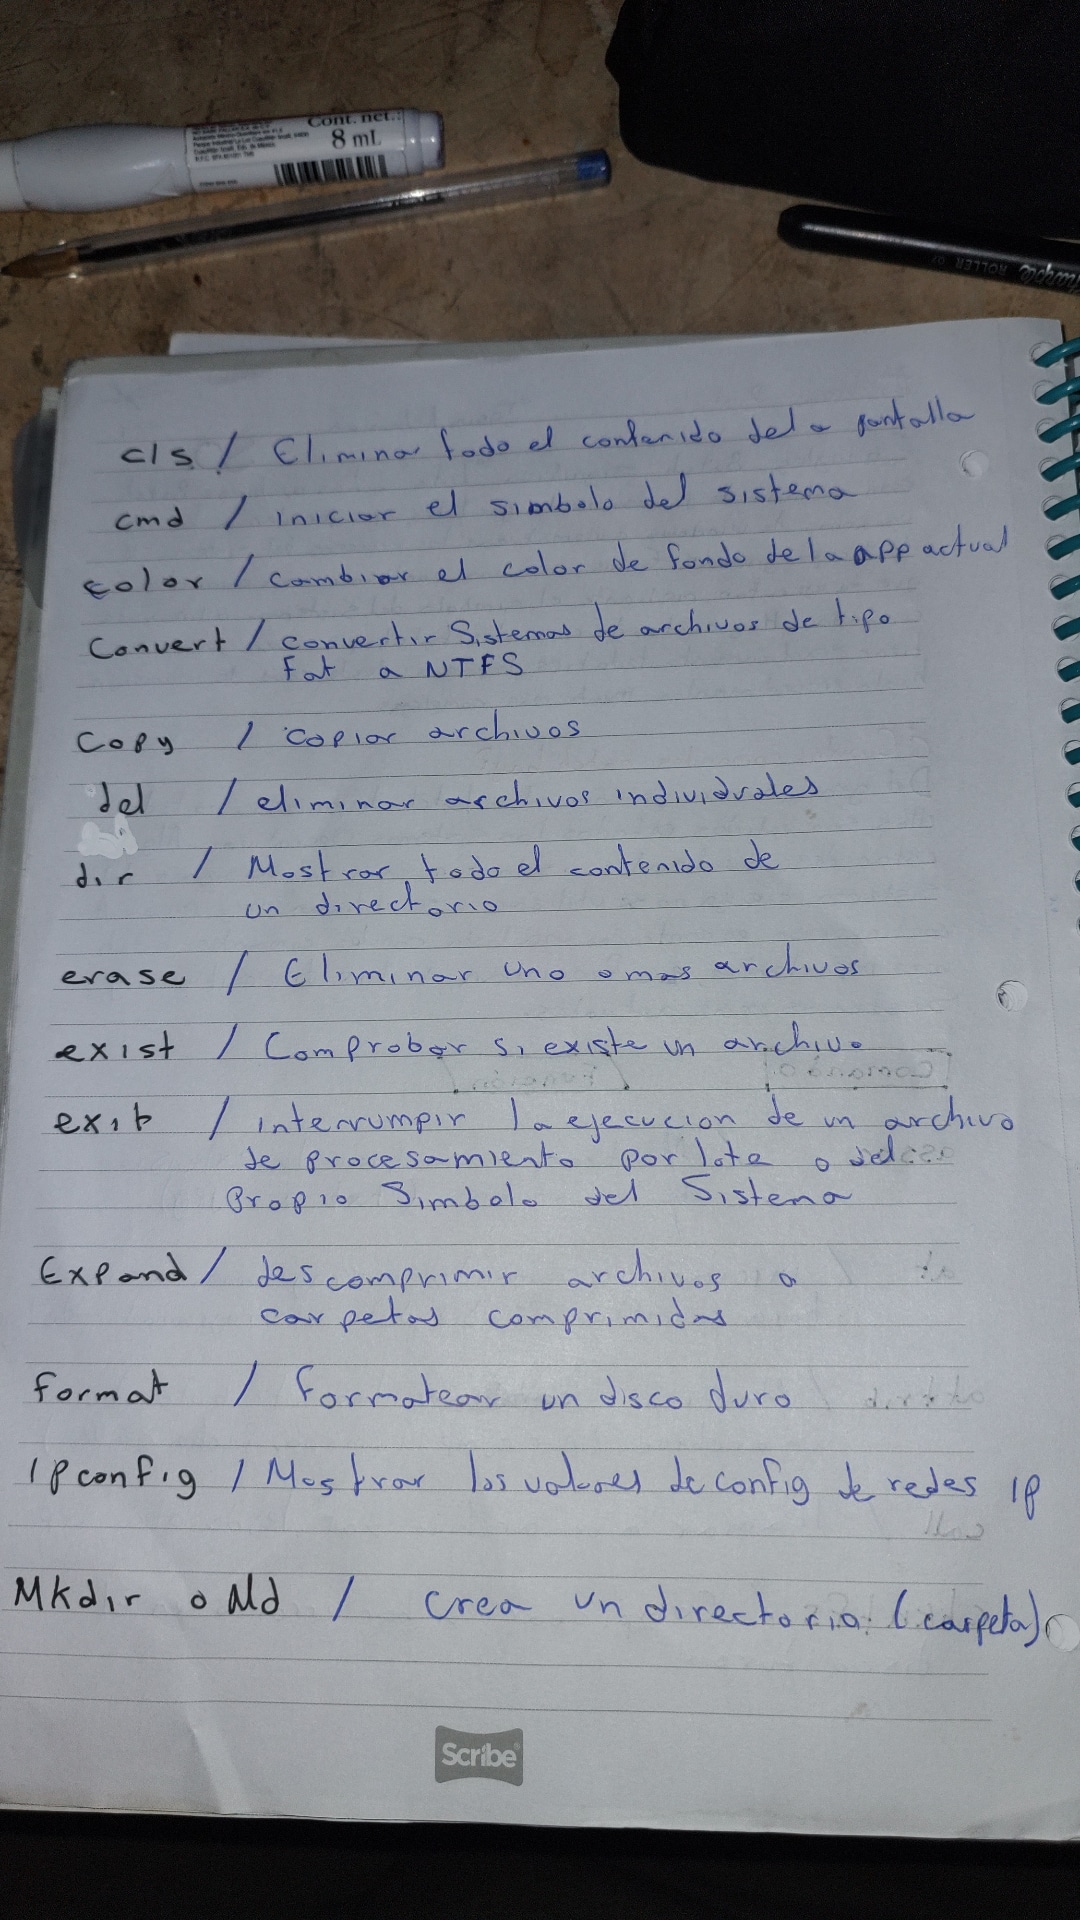 Cont. net.:
8 mL
Sharpie ROLLER 07
cls / Eliminar todo el contenido de la pantalla
cmd / iniciar el simbolo del sistema
color / cambiar el color de fondo de la app actual
Convert / convertir Sistemas de archivos de tipo
Fat a NTFS
Copy / copiar archivos
del / eliminar archivos individuales
dir / Mostrar todo el contenido de
un directorio
erase / Eliminar uno o mas archivos
exist / Comprobar si existe un archivo
exit / interrumpir la ejecucion de un archivo
de procesamiento por lote o del
Propio Simbolo del Sistema
Expand / descomprimir archivos o
carpetas comprimidas
format / formatear un disco duro
IPconfig / Mostrar los valores de config de redes IP
Mkdir o Md / crea un directorio (carpeta)
Scribe